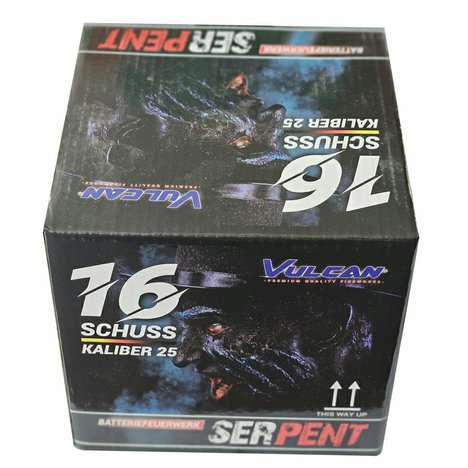 BATTERIEFEUERWERK
SERPENT
16
SCHUSS
KALIBER 25
VULCAN
PREMIUM QUALITY FIREWORKS
16
SCHUSS
KALIBER 25
VULCAN
PREMIUM QUALITY FIREWORKS
THIS WAY UP
BATTERIEFEUERWERK
SERPENT